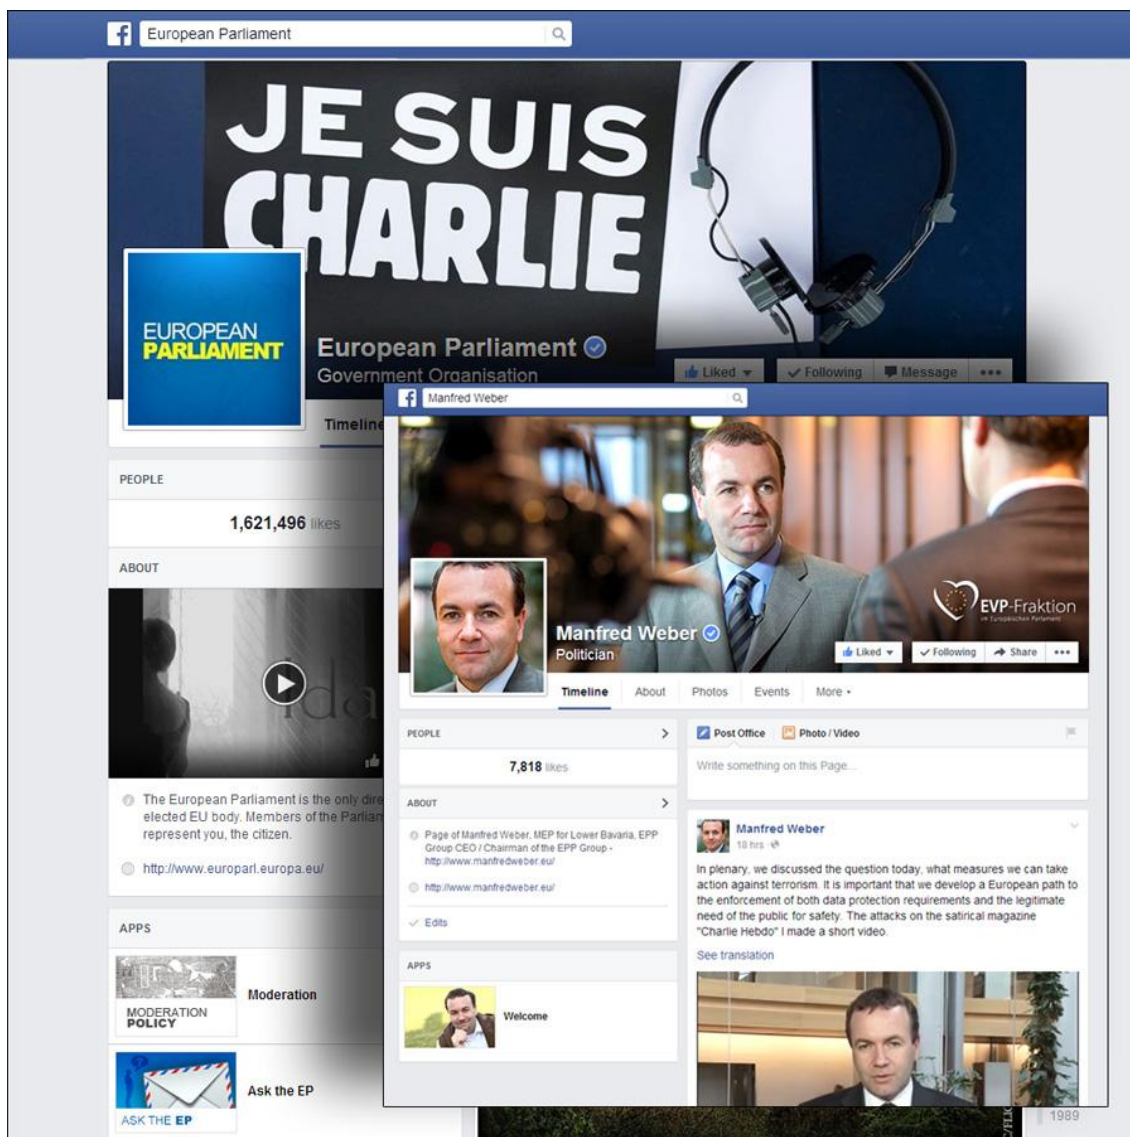 European Parliament
JE SUIS
CHARLIE
EUROPEAN
PARLIAMENT
European Parliament
Government Organisation
Liked
Following
Message
Timeline
PEOPLE
1,621,496 likes
ABOUT
Ida
The European Parliament is the only dire
elected EU body. Members of the Parliam
represent you, the citizen.
http://www.europarl.europa.eu/
APPS
MODERATION
POLICY
Moderation
ASK THE EP
Ask the EP
Manfred Weber
EVP-Fraktion
im Europäischen Parlament
Manfred Weber
Politician
Liked
Following
Share
Timeline
About
Photos
Events
More
PEOPLE
7,818 likes
ABOUT
Page of Manfred Weber, MEP for Lower Bavaria, EPP
Group CEO / Chairman of the EPP Group -
http://www.manfredweber.eu/
http://www.manfredweber.eu/
Edits
APPS
Welcome
Post Office
Photo / Video
Write something on this Page...
Manfred Weber
18 hrs
In plenary, we discussed the question today, what measures we can take
action against terrorism. It is important that we develop a European path to
the enforcement of both data protection requirements and the legitimate
need of the public for safety. The attacks on the satirical magazine
"Charlie Hebdo" I made a short video.
See translation
1989